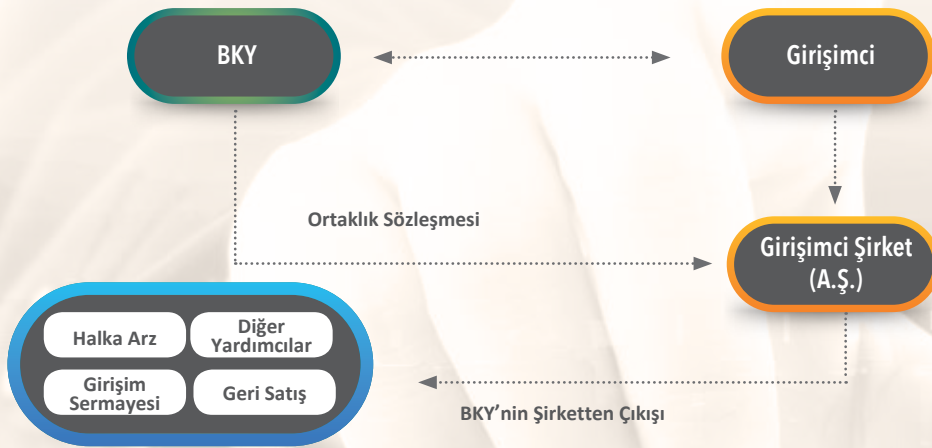 BKY
Girişimci
Ortaklık Sözleşmesi
Girişimci Şirket
(A.Ş.)
Halka Arz
Diğer
Yardımcılar
Girişim
Sermayesi
Geri Satış
BKY’nin Şirketten Çıkışı